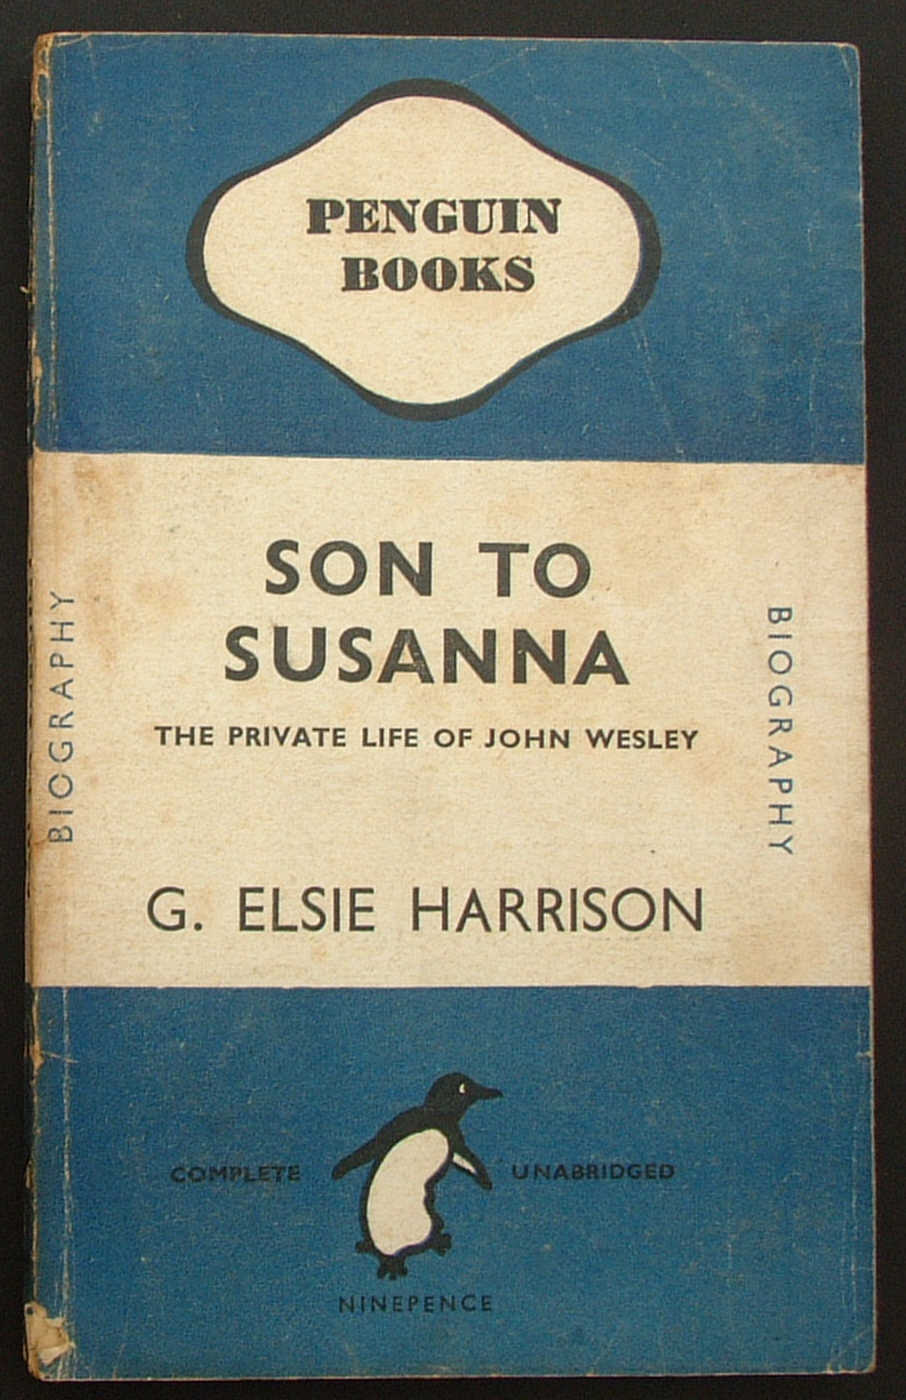 PENGUIN
BOOKS
SON TO
SUSANNA
THE PRIVATE LIFE OF JOHN WESLEY
BIOGRAPHY
BIOGRAPHY
G. ELSIE HARRISON
COMPLETE UNABRIDGED
NINEPENCE